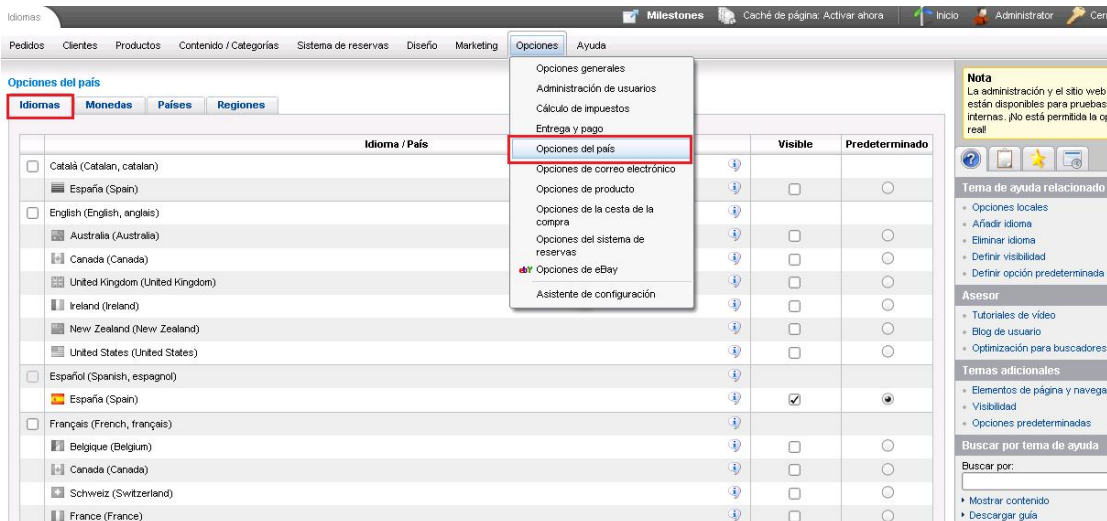 Idiomas
Milestones Caché de página: Activar ahora Inicio Administrator
Pedidos Clientes Productos Contenido / Categorías Sistema de reservas Diseño Marketing Opciones Ayuda
Opciones generales
Administración de usuarios
Cálculo de impuestos
Entrega y pago
Opciones del país
Opciones de correo electrónico
Opciones de producto
Opciones de la cesta de la
compra
Opciones del sistema de
reservas
ebY Opciones de eBay
Asistente de configuración
Opciones del país
Idiomas Monedas Países Regiones
Idioma / País Visible Predeterminado
Català (Catalan, catalan)
España (Spain)
English (English, anglais)
Australia (Australia)
Canada (Canada)
United Kingdom (United Kingdom)
Ireland (Ireland)
New Zealand (New Zealand)
United States (United States)
Español (Spanish, espagnol)
España (Spain)
Français (French, français)
Belgique (Belgium)
Canada (Canada)
Schweiz (Switzerland)
France (France)
Nota
La administración y el sitio web
están disponibles para pruebas
internas. ¡No está permitida la
real!
Tema de ayuda relacionado
Opciones locales
Añadir idioma
Eliminar idioma
Definir visibilidad
Definir opción predeterminada
Asesor
Tutoriales de vídeo
Blog de usuario
Optimización para buscadores
Temas adicionales
Elementos de página y navega
Visibilidad
Opciones predeterminadas
Buscar por tema de ayuda
Buscar por:
Mostrar contenido
Descargar guía